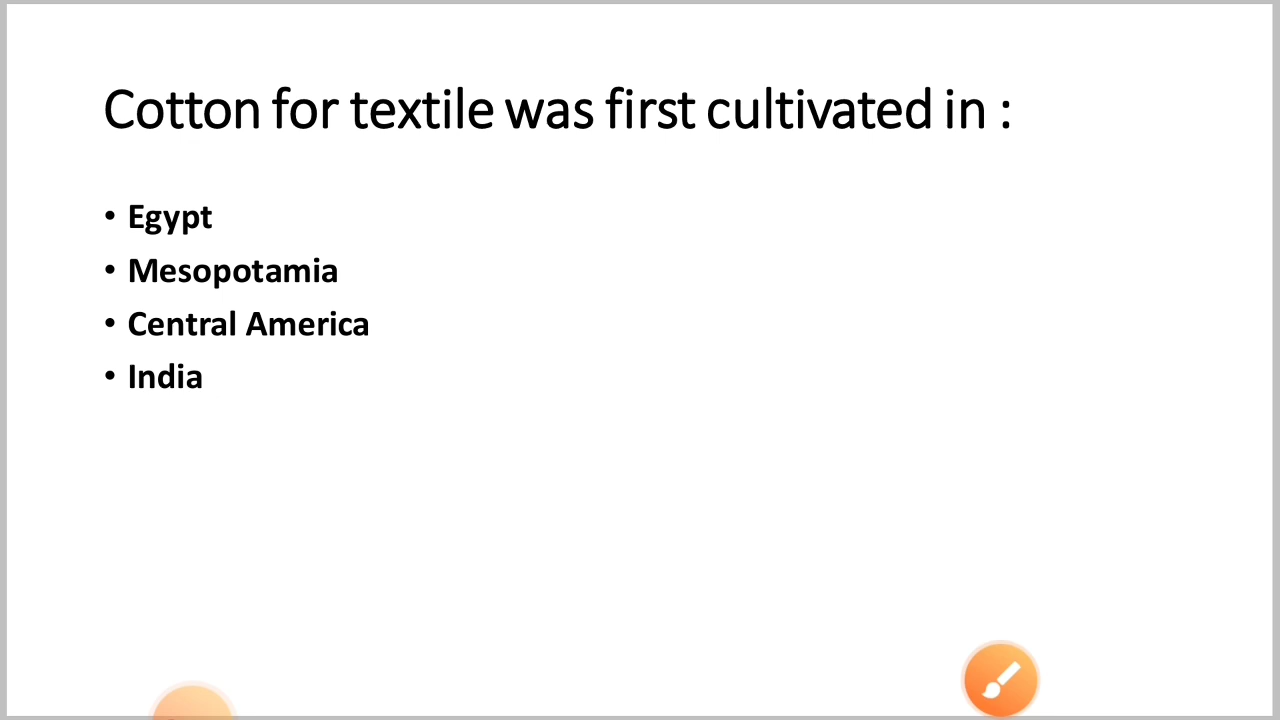 Cotton for textile was first cultivated in :
• Egypt
• Mesopotamia
• Central America
• India